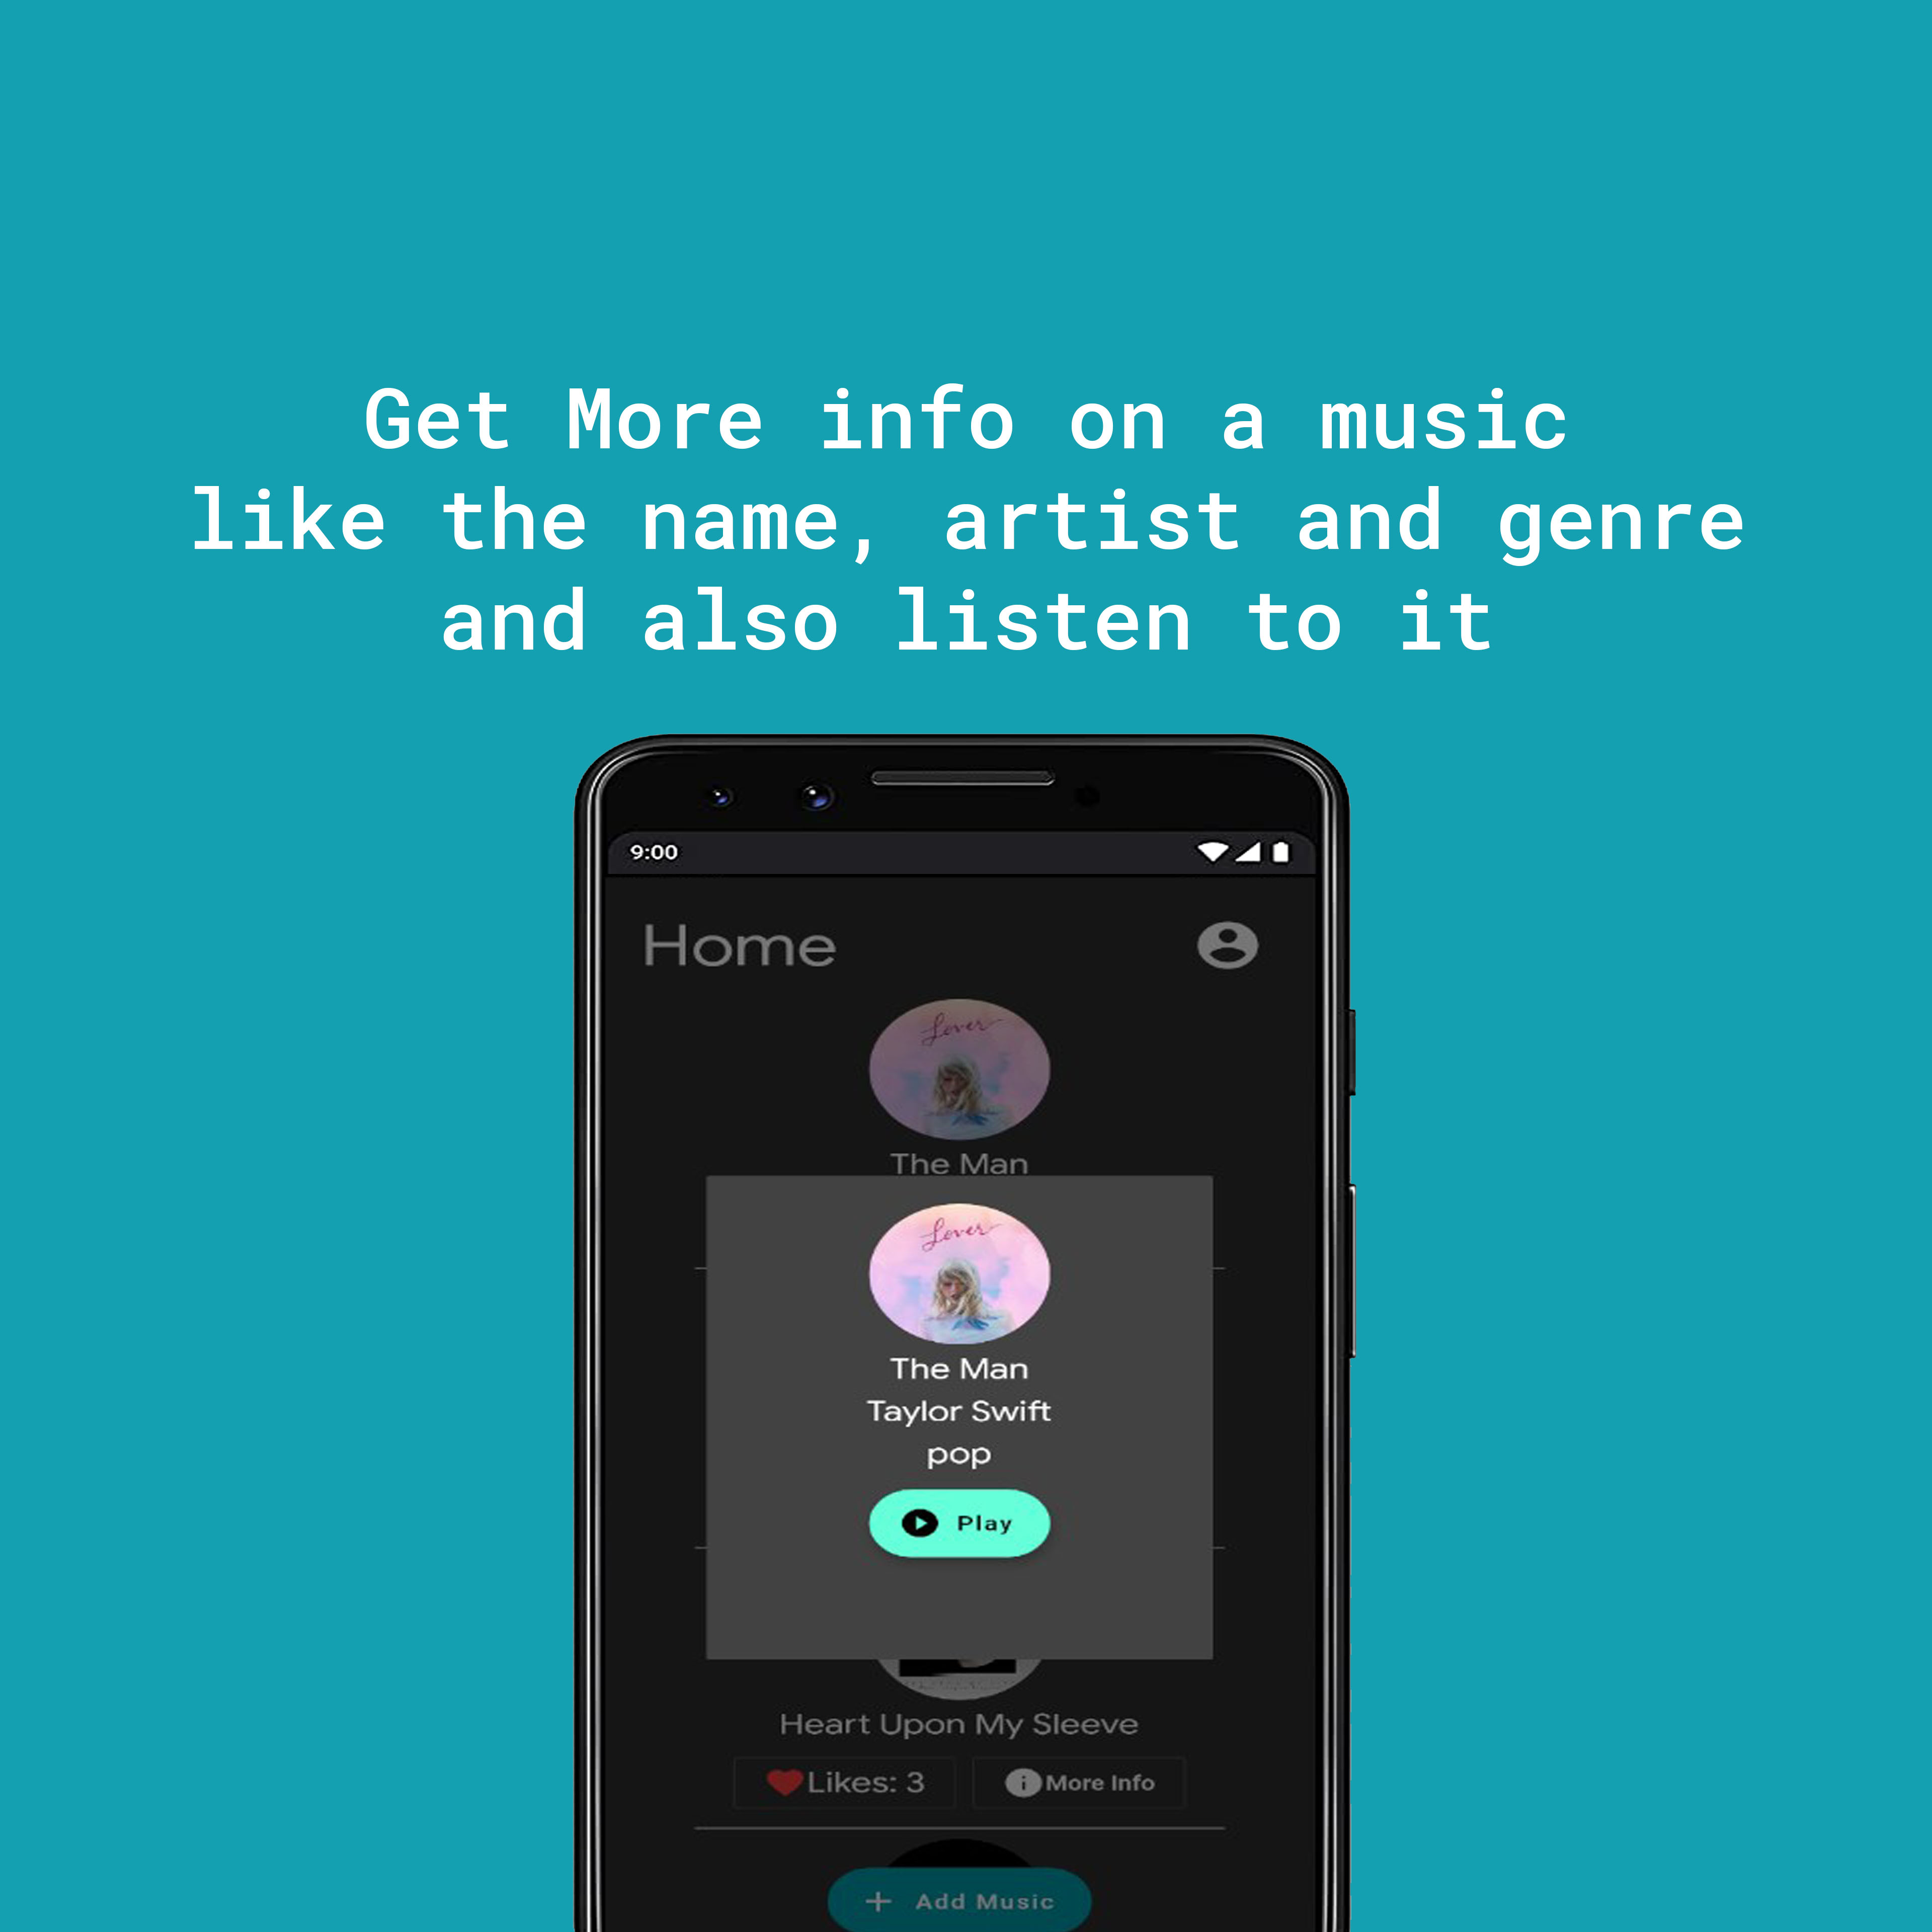 Get More info on a music
like the name, artist and genre
and also listen to it
9:00
Home
Lover
The Man
Lover
The Man
Taylor Swift
pop
Play
Heart Upon My Sleeve
Likes: 3
More Info
Add Music